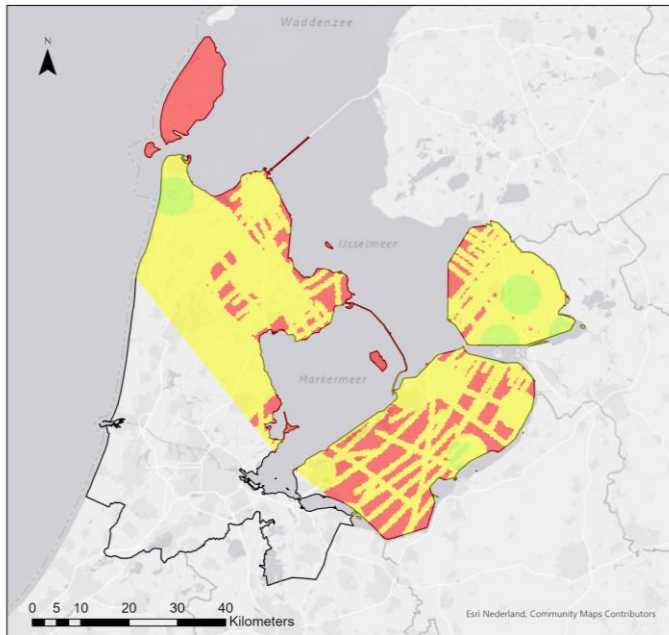 Waddenzee
N
IJsselmeer
Markermeer
0 5 10 20 30 40
Kilometers
Esri Nederland, Community Maps Contributors